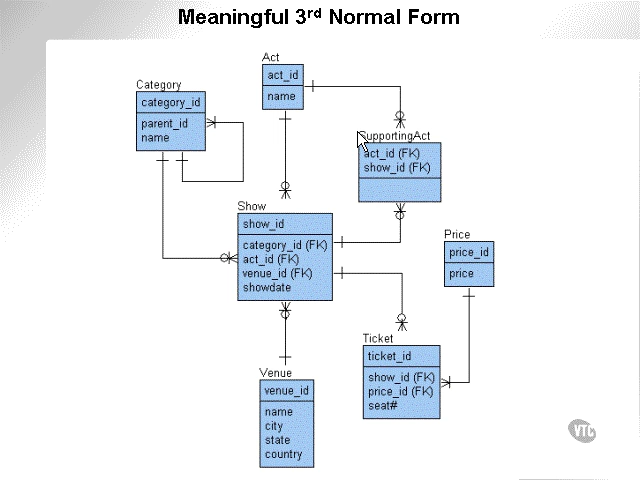 Meaningful 3rd Normal Form
Act
act_id
name
Category
category_id
parent_id
name
SupportingAct
act_id (FK)
show_id (FK)
Show
show_id
category_id (FK)
act_id (FK)
venue_id (FK)
showdate
Price
price_id
price
Ticket
ticket_id
show_id (FK)
price_id (FK)
seat#
Venue
venue_id
name
city
state
country
VTC